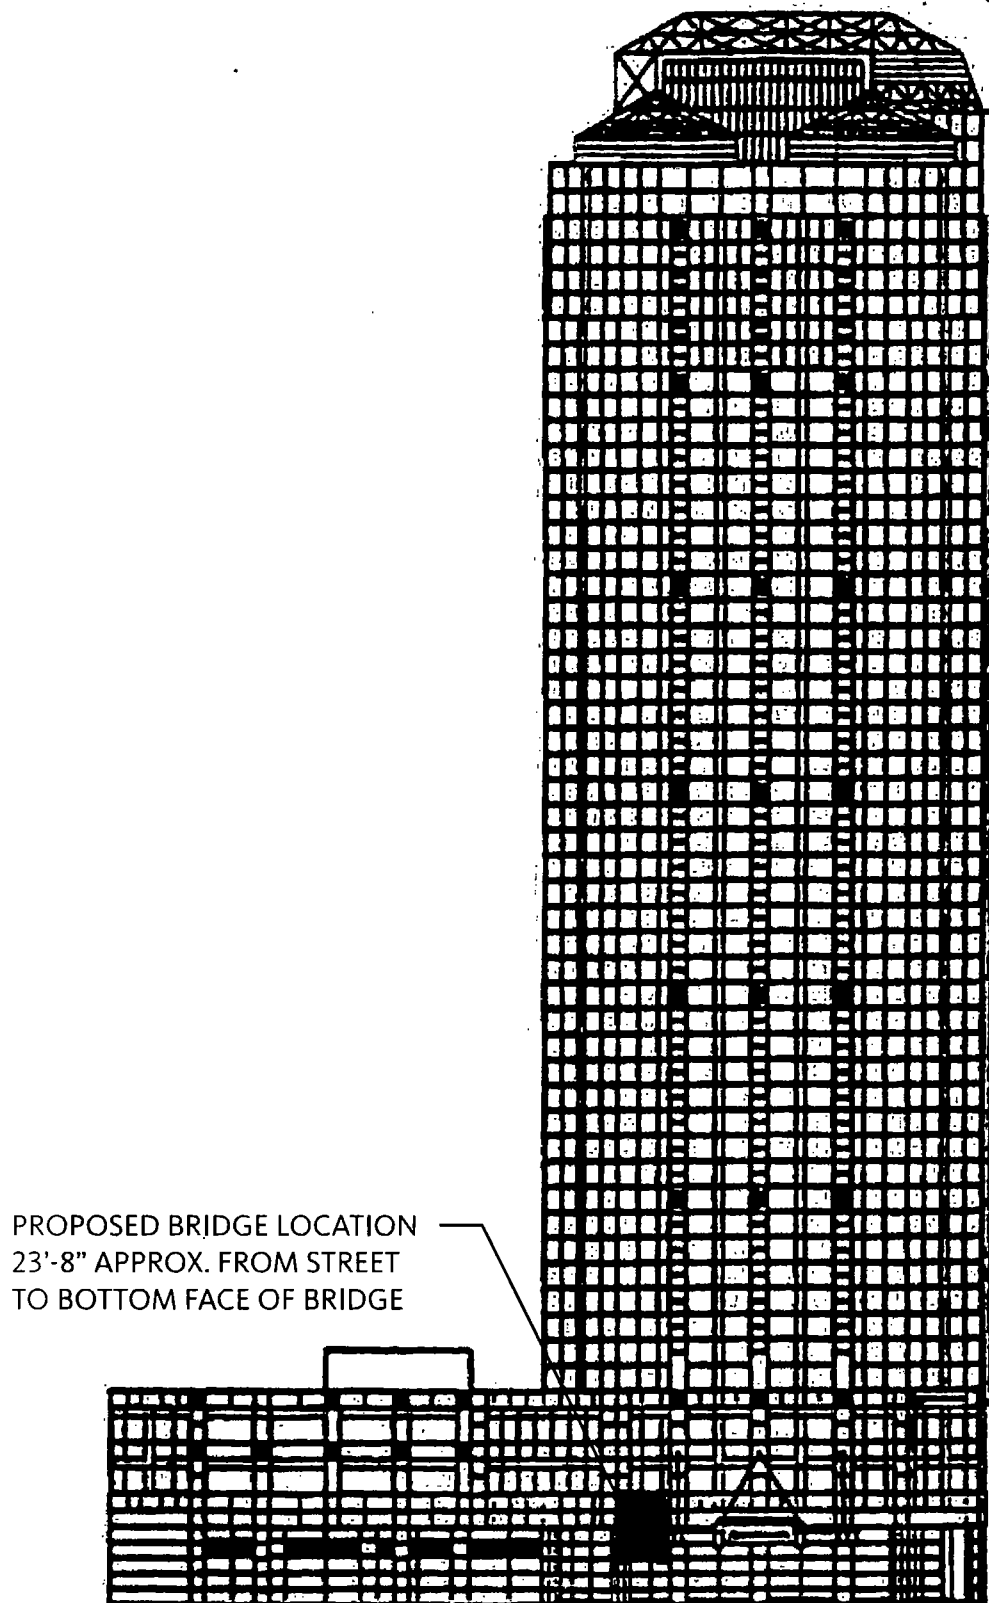 PROPOSED BRIDGE LOCATION
23'-8" APPROX. FROM STREET
TO BOTTOM FACE OF BRIDGE